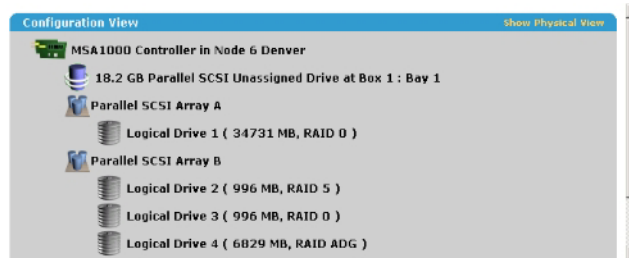 Configuration View
Show Physical View
MSA1000 Controller in Node 6 Denver
18.2 GB Parallel SCSI Unassigned Drive at Box 1 : Bay 1
Parallel SCSI Array A
Logical Drive 1 ( 34731 MB, RAID 0 )
Parallel SCSI Array B
Logical Drive 2 ( 996 MB, RAID 5 )
Logical Drive 3 ( 996 MB, RAID 0 )
Logical Drive 4 ( 6829 MB, RAID ADG )